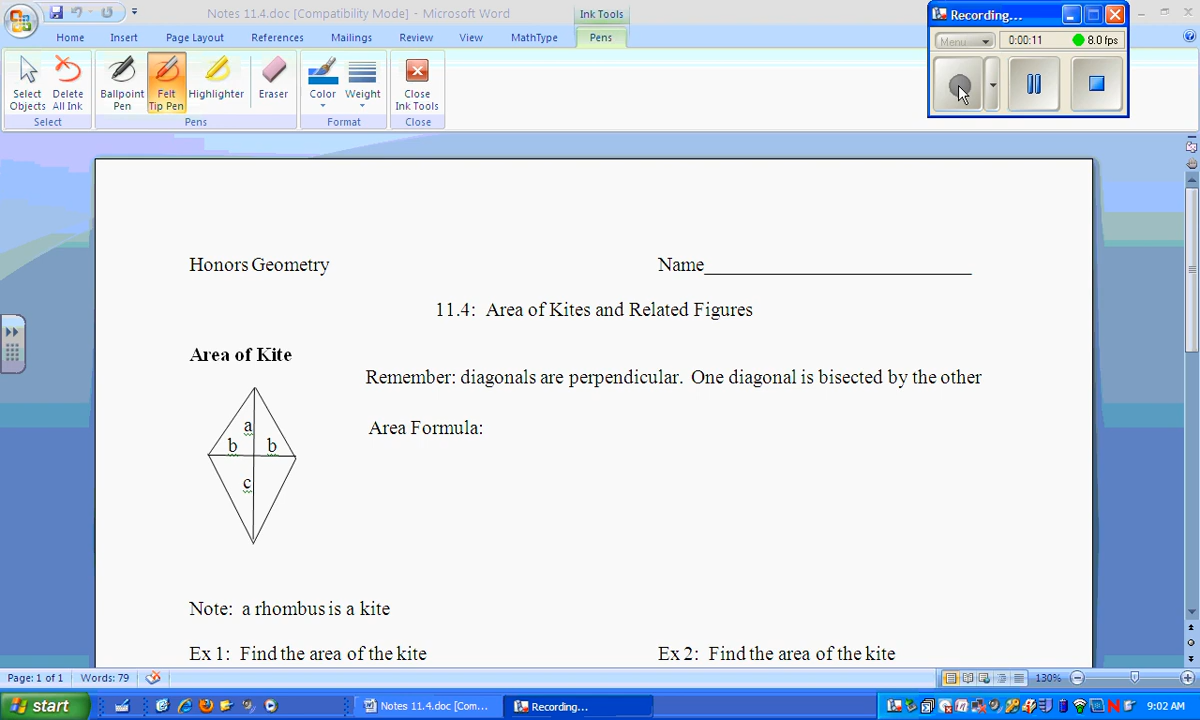 Notes 11.4.doc [Compatibility Mode] - Microsoft Word
Ink Tools
Recording...
Home Insert Page Layout References Mailings Review View MathType Pens
Menu 0:00:11 8.0 fps
Select Objects
Delete All Ink
Ballpoint Pen
Felt Tip Pen
Highlighter
Eraser
Color
Weight
Close Ink Tools
Select Pens Format Close
Honors Geometry Name____________________________
11.4: Area of Kites and Related Figures
Area of Kite
Remember: diagonals are perpendicular. One diagonal is bisected by the other
Area Formula:
a
b b
c
Note: a rhombus is a kite
Ex 1: Find the area of the kite Ex 2: Find the area of the kite
Page: 1 of 1 Words: 79 130%
start Notes 11.4.doc [Com... Recording... 9:02 AM